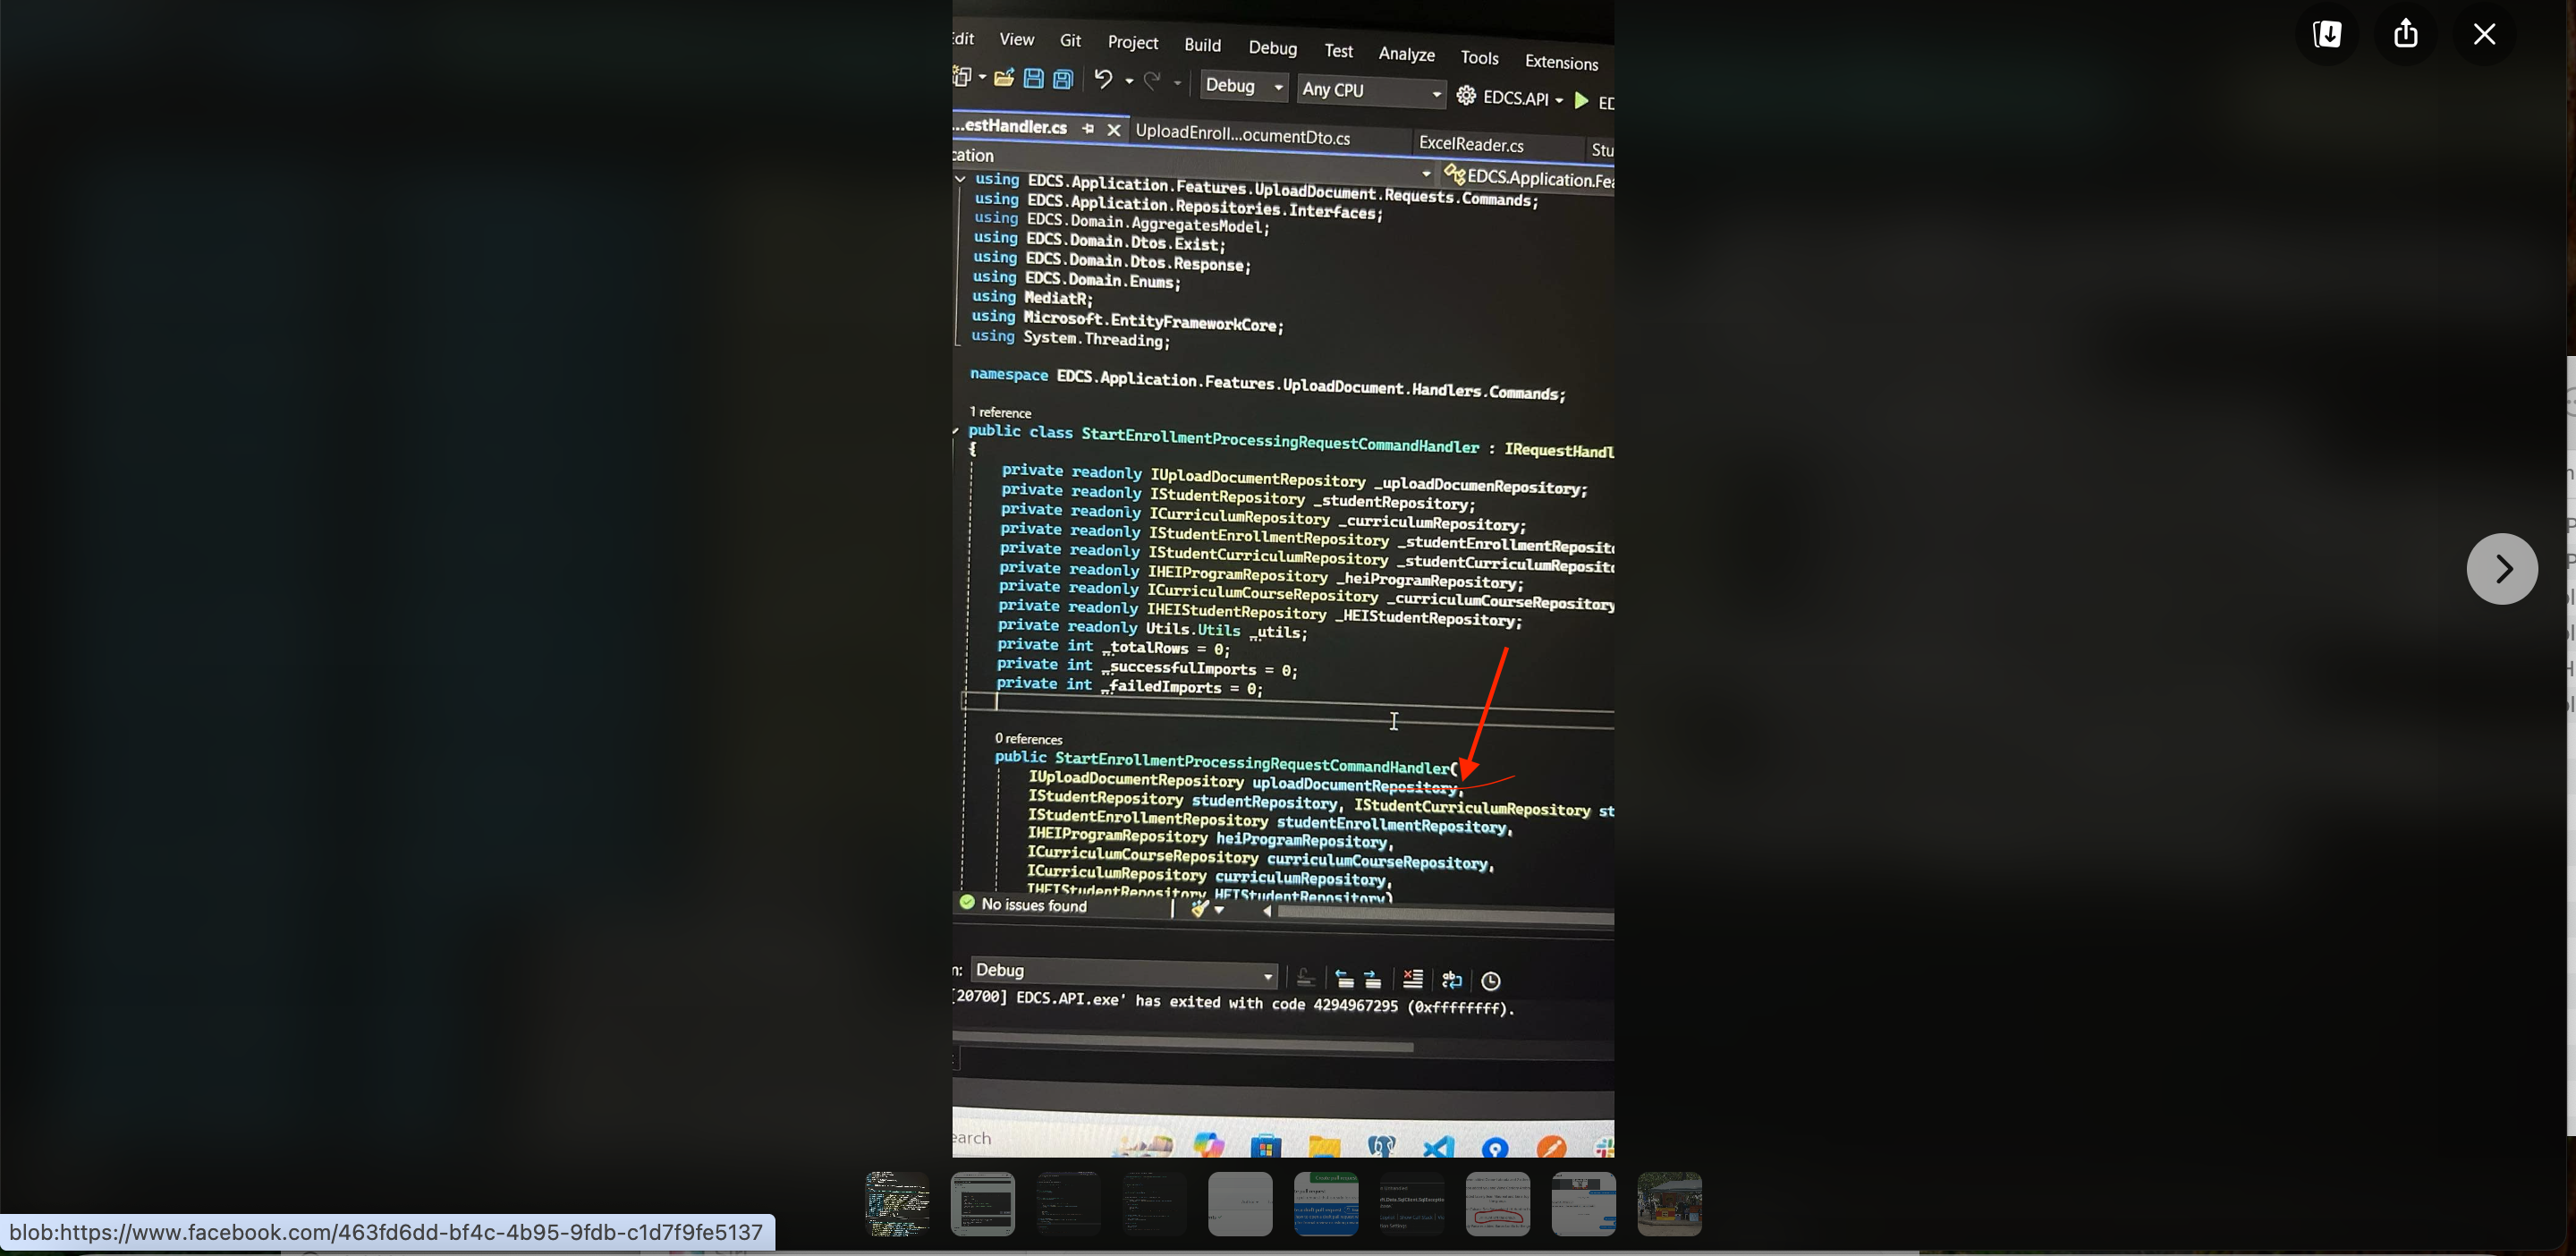 Edit View Git Project Build Debug Test Analyze Tools Extensions
Debug Any CPU EDCS.API
...estHandler.cs UploadEnroll...ocumentDto.cs ExcelReader.cs
EDCS.Application.Fea
using EDCS.Application.Features.UploadDocument.Requests.Commands;
using EDCS.Application.Repositories.Interfaces;
using EDCS.Domain.AggregatesModel;
using EDCS.Domain.Dtos.Exist;
using EDCS.Domain.Dtos.Response;
using EDCS.Domain.Enums;
using MediatR;
using Microsoft.EntityFrameworkCore;
using System.Threading;
namespace EDCS.Application.Features.UploadDocument.Handlers.Commands;
1 reference
public class StartEnrollmentProcessingRequestCommandHandler : IRequestHandl
{
private readonly IUploadDocumentRepository _uploadDocumenRepository;
private readonly IStudentRepository _studentRepository;
private readonly ICurriculumRepository _curriculumRepository;
private readonly IStudentEnrollmentRepository _studentEnrollmentReposito
private readonly IStudentCurriculumRepository _studentCurriculumReposito
private readonly IHEIProgramRepository _heiProgramRepository;
private readonly ICurriculumCourseRepository _curriculumCourseRepository
private readonly IHEIStudentRepository _HEIStudentRepository;
private readonly Utils.Utils _utils;
private int _totalRows = 0;
private int _successfulImports = 0;
private int _failedImports = 0;
0 references
public StartEnrollmentProcessingRequestCommandHandler(
IUploadDocumentRepository uploadDocumentRepository,
IStudentRepository studentRepository, IStudentCurriculumRepository st
IStudentEnrollmentRepository studentEnrollmentRepository,
IHEIProgramRepository heiProgramRepository,
ICurriculumCourseRepository curriculumCourseRepository,
ICurriculumRepository curriculumRepository,
IHEIStudentRepository HEIStudentRepository)
No issues found
Debug
[20700] EDCS.API.exe' has exited with code 4294967295 (0xffffffff).
earch
blob:https://www.facebook.com/463fd6dd-bf4c-4b95-9fdb-c1d7f9fe5137